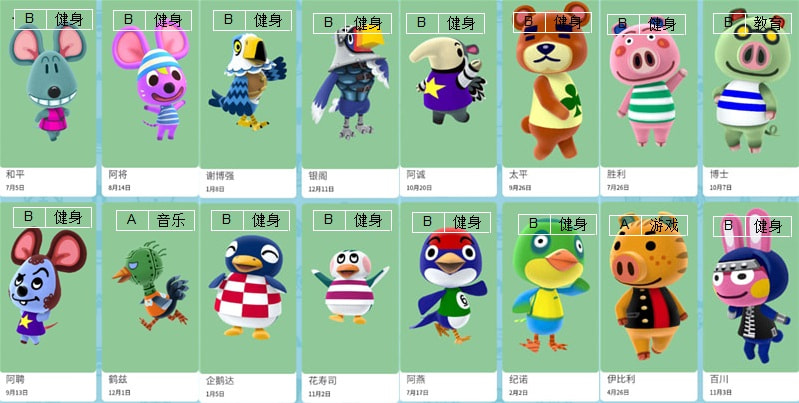 B 健身
B 健身
B 健身
B 健身
B 健身
B 健身
B 健身
B 教育
和平
阿将
谢博强
银阁
阿诚
太平
胜利
博士
7月5日
8月14日
1月8日
12月11日
10月20日
9月26日
7月26日
10月7日
B 健身
A 音乐
B 健身
B 健身
B 健身
B 健身
A 游戏
B 健身
阿聘
鹤兹
企鹅达
花寿司
阿燕
纪诺
伊比利
百川
9月13日
12月1日
1月5日
11月2日
7月17日
2月2日
4月26日
11月3日